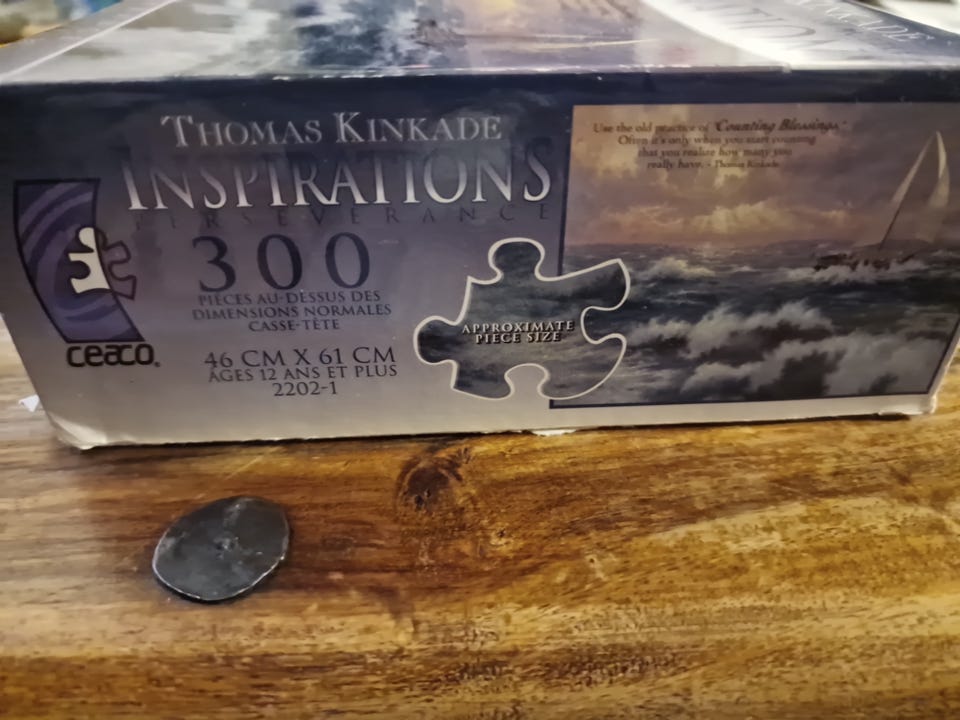 THOMAS KINKADE
INSPIRATIONS
PERSEVERANCE
300
PIÈCES AU-DESSUS DES
DIMENSIONS NORMALES
CASSE-TÊTE
46 CM X 61 CM
ÂGES 12 ANS ET PLUS
2202-1
ceaco®
APPROXIMATE
PIECE SIZE
Use the old practice of "Counting Blessings."
Often it's only when you start counting
that you realize how many you
really have. - Thomas Kinkade